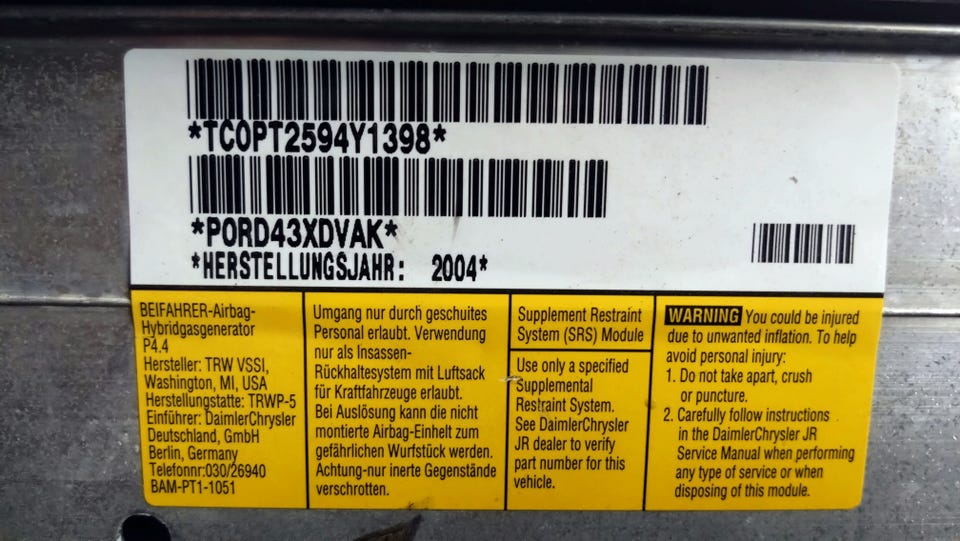 *TC0PT2594Y1398*
*P0RD43XDVAK*
*HERSTELLUNGSJAHR: 2004*
BEIFAHRER-Airbag-
Hybridgasgenerator
P4.4
Hersteller: TRW VSSI,
Washington, MI, USA
Herstellungstatte: TRWP-5
Einführer: DaimlerChrysler
Deutschland, GmbH
Berlin, Germany
Telefonnr:030/26940
BAM-PT1-1051
Umgang nur durch geschuites
Personal erlaubt. Verwendung
nur als Insassen-
Rückhaltesystem mit Luftsack
für Kraftfahrzeuge erlaubt.
Bei Auslösung kann die nicht
montierte Airbag-Einhelt zum
gefährlichen Wurfstück werden.
Achtung-nur inerte Gegenstände
verschrotten.
Supplement Restraint
System (SRS) Module
Use only a specified
Supplemental
Restraint System.
See DaimlerChrysler
JR dealer to verify
part number for this
vehicle.
WARNING You could be injured
due to unwanted inflation. To help
avoid personal injury:
1. Do not take apart, crush
or puncture.
2. Carefully follow instructions
in the DaimlerChrysler JR
Service Manual when performing
any type of service or when
disposing of this module.